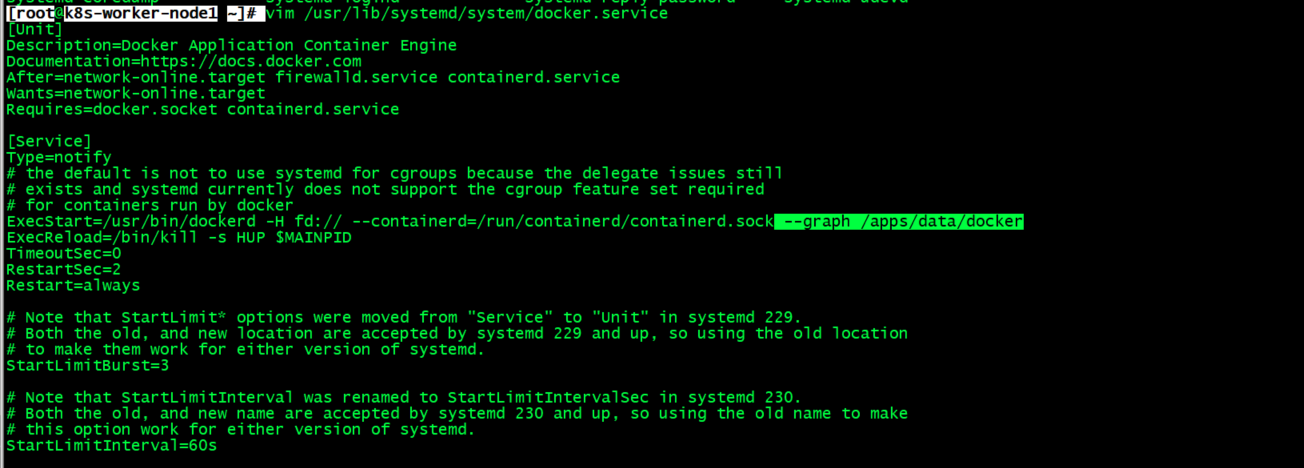 [root@k8s-worker-node1 ~]# vim /usr/lib/systemd/system/docker.service
[Unit]
Description=Docker Application Container Engine
Documentation=https://docs.docker.com
After=network-online.target firewalld.service containerd.service
Wants=network-online.target
Requires=docker.socket containerd.service
[Service]
Type=notify
# the default is not to use systemd for cgroups because the delegate issues still
# exists and systemd currently does not support the cgroup feature set required
# for containers run by docker
ExecStart=/usr/bin/dockerd -H fd:// --containerd=/run/containerd/containerd.sock --graph /apps/data/docker
ExecReload=/bin/kill -s HUP $MAINPID
TimeoutSec=0
RestartSec=2
Restart=always
# Note that StartLimit* options were moved from "Service" to "Unit" in systemd 229.
# Both the old, and new location are accepted by systemd 229 and up, so using the old location
# to make them work for either version of systemd.
StartLimitBurst=3
# Note that StartLimitInterval was renamed to StartLimitIntervalSec in systemd 230.
# Both the old, and new name are accepted by systemd 230 and up, so using the old name to make
# this option work for either version of systemd.
StartLimitInterval=60s